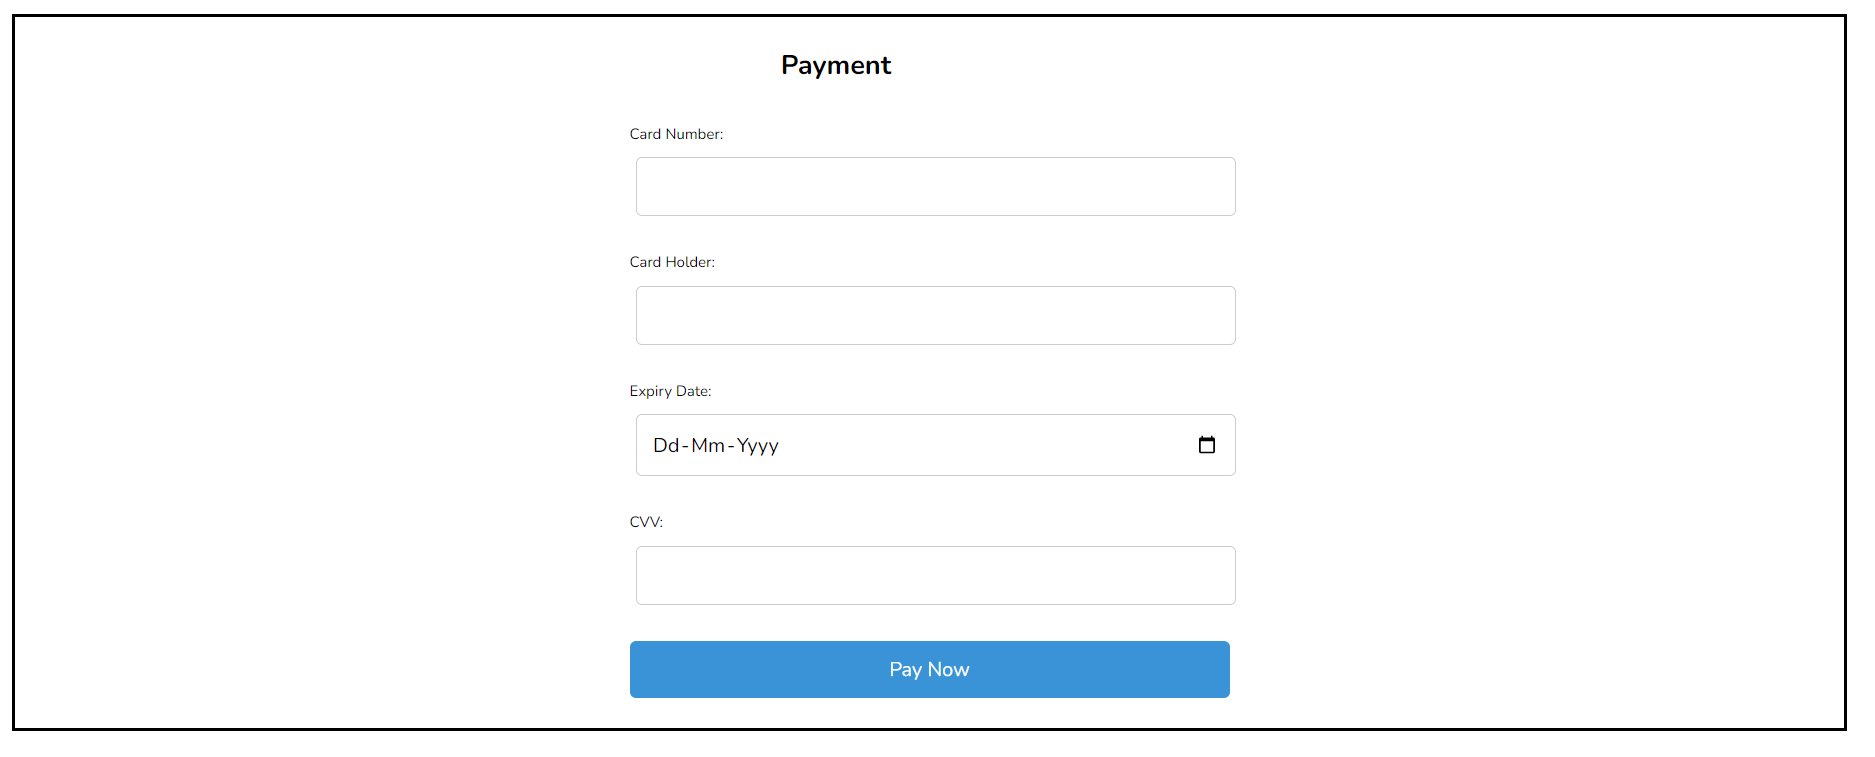 Payment
Card Number:
Card Holder:
Expiry Date:
Dd-Mm-Yyyy
CVV:
Pay Now